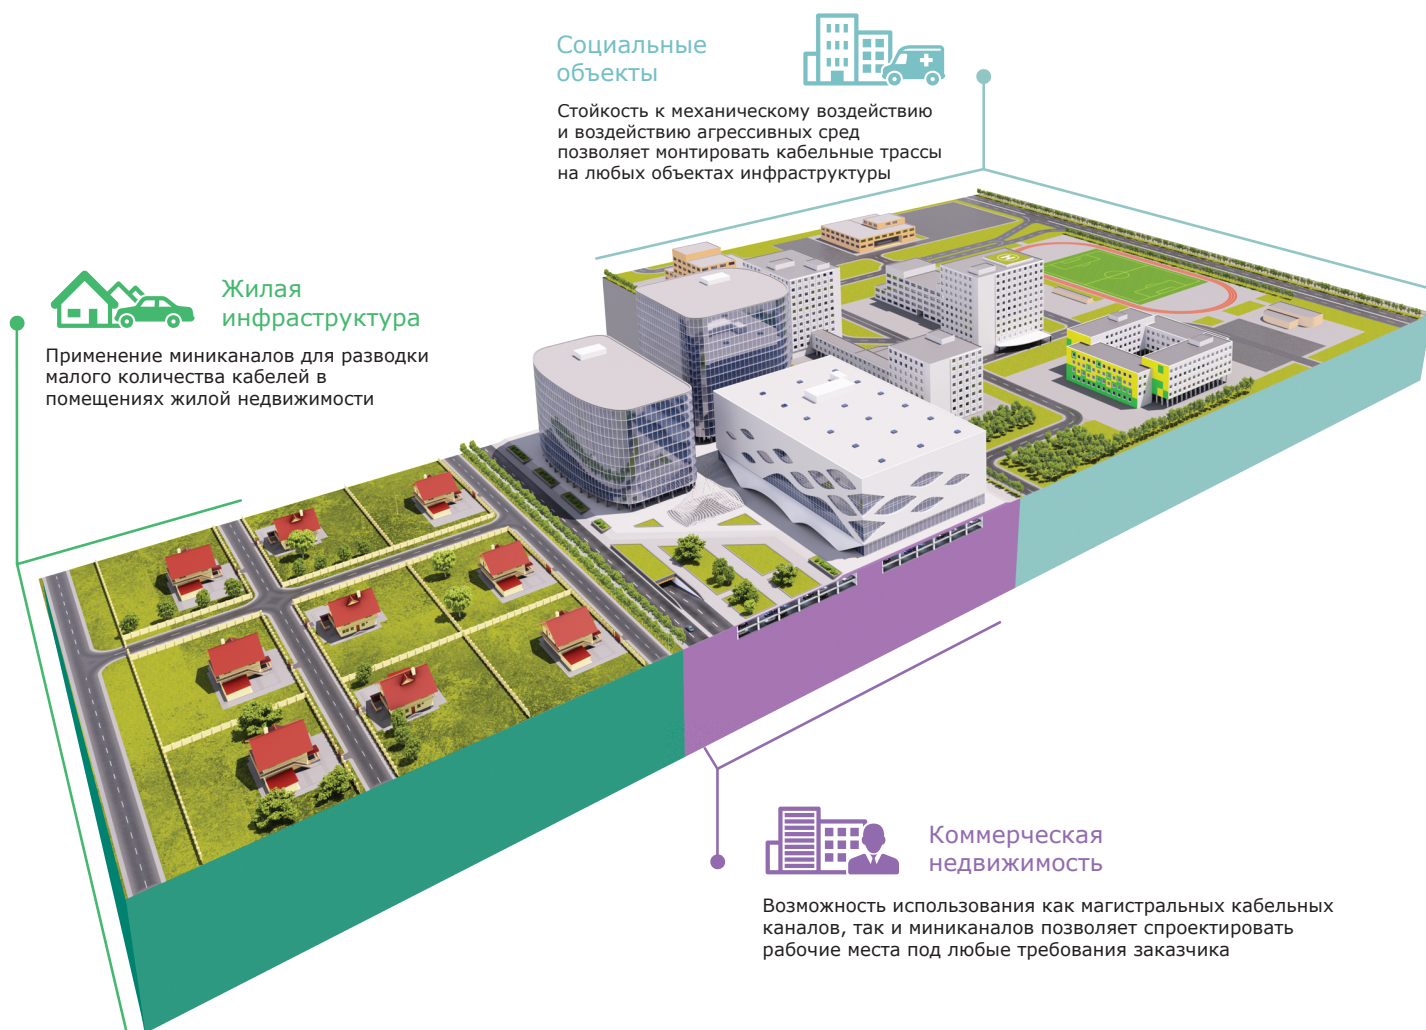 Социальные
объекты
Стойкость к механическому воздействию
и воздействию агрессивных сред
позволяет монтировать кабельные трассы
на любых объектах инфраструктуры
Жилая
инфраструктура
Применение миниканалов для разводки
малого количества кабелей в
помещениях жилой недвижимости
Коммерческая
недвижимость
Возможность использования как магистральных кабельных
каналов, так и миниканалов позволяет спроектировать
рабочие места под любые требования заказчика